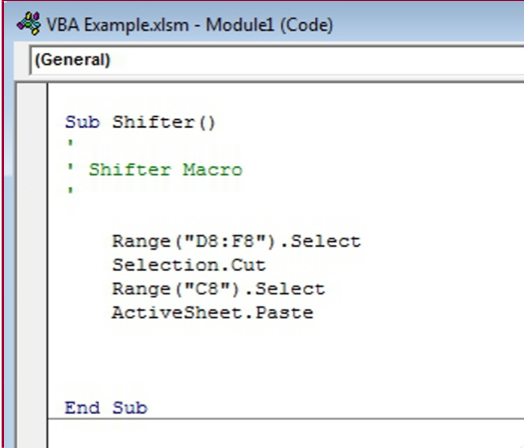 VBA Example.xlsm - Module1 (Code)
(General)
Sub Shifter()
'
' Shifter Macro
'
Range("D8:F8").Select
Selection.Cut
Range("C8").Select
ActiveSheet.Paste
End Sub